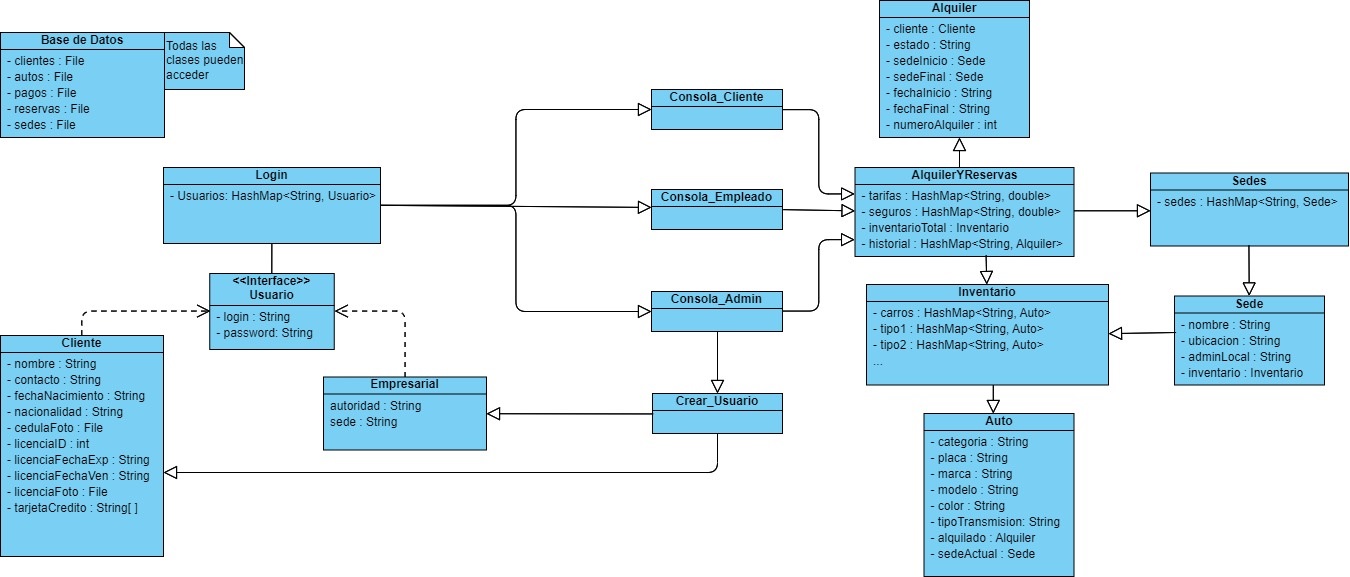 Base de Datos
- clientes : File
- autos : File
- pagos : File
- reservas : File
- sedes : File
Todas las
clases pueden
acceder
Login
- Usuarios: HashMap<String, Usuario>
<<Interface>>
Usuario
- login : String
- password: String
Cliente
- nombre : String
- contacto : String
- fechaNacimiento : String
- nacionalidad : String
- cedulaFoto : File
- licenciaID : int
- licenciaFechaExp : String
- licenciaFechaVen : String
- licenciaFoto : File
- tarjetaCredito : String[ ]
Empresarial
autoridad : String
sede : String
Consola_Cliente
Consola_Empleado
Consola_Admin
Crear_Usuario
Alquiler
- cliente : Cliente
- estado : String
- sedeInicio : Sede
- sedeFinal : Sede
- fechaInicio : String
- fechaFinal : String
- numeroAlquiler : int
AlquilerYReservas
- tarifas : HashMap<String, double>
- seguros : HashMap<String, double>
- inventarioTotal : Inventario
- historial : HashMap<String, Alquiler>
Sedes
- sedes : HashMap<String, Sede>
Inventario
- carros : HashMap<String, Auto>
- tipo1 : HashMap<String, Auto>
- tipo2 : HashMap<String, Auto>
...
Sede
- nombre : String
- ubicacion : String
- adminLocal : String
- inventario : Inventario
Auto
- categoria : String
- placa : String
- marca : String
- modelo : String
- color : String
- tipoTransmision: String
- alquilado : Alquiler
- sedeActual : Sede